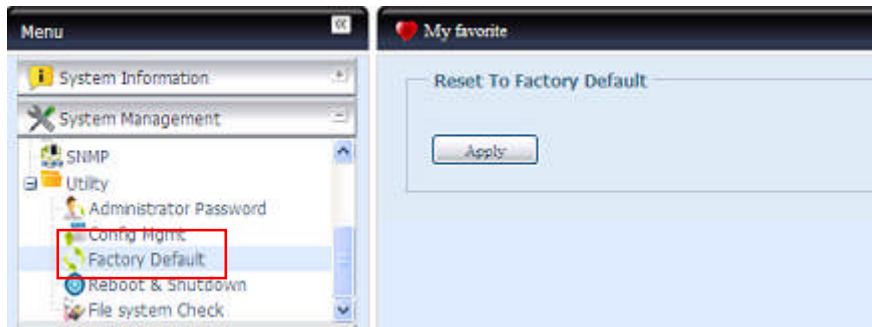 Menu
My favorite
System Information
System Management
SNMP
Utility
Administrator Password
Config Mgmt
Factory Default
Reboot & Shutdown
File system Check
Reset To Factory Default
Apply